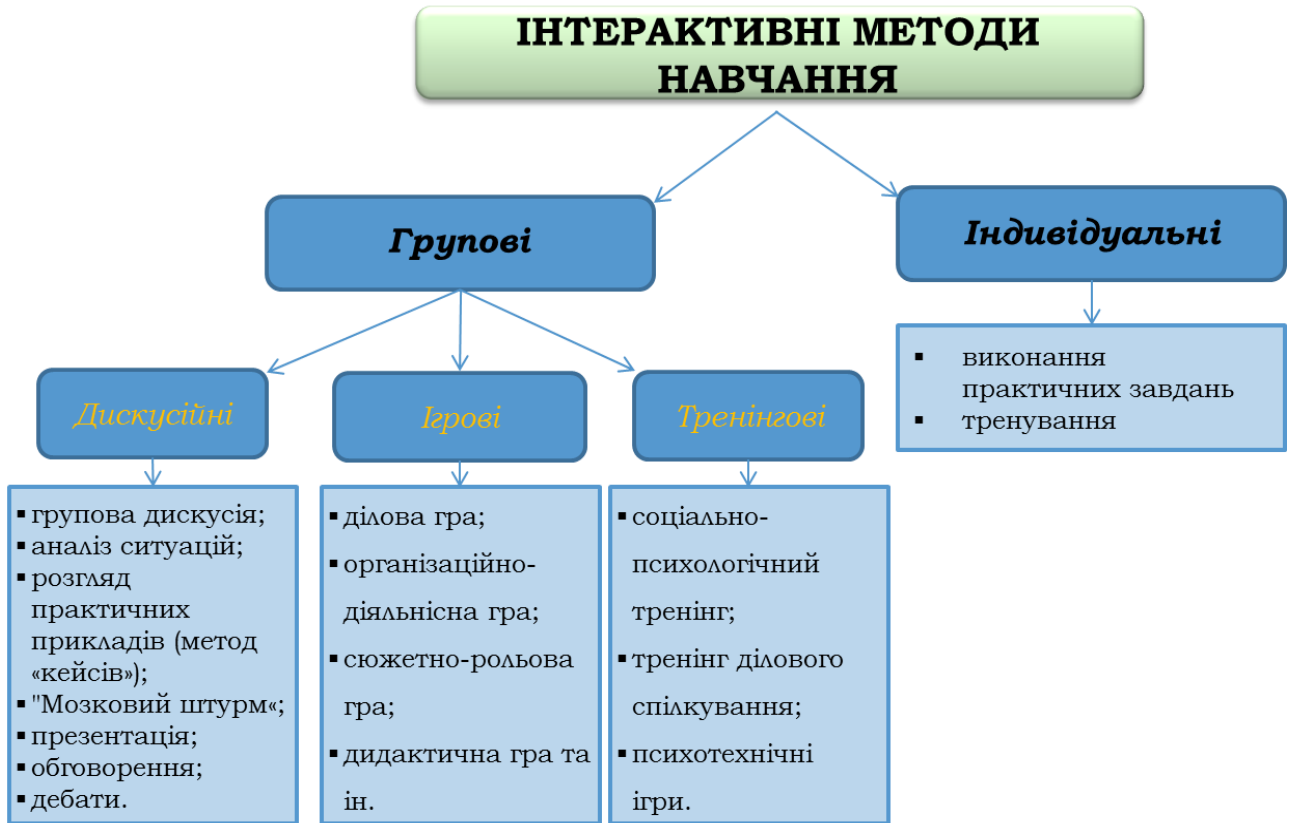 ІНТЕРАКТИВНІ МЕТОДИ
НАВЧАННЯ
Групові
Індивідуальні
▪ виконання
практичних завдань
▪ тренування
Дискусійні
Ігрові
Тренінгові
▪ групова дискусія;
▪ аналіз ситуацій;
▪ розгляд
практичних
прикладів (метод
«кейсів»);
▪ "Мозковий штурм«;
▪ презентація;
▪ обговорення;
▪ дебати.
▪ ділова гра;
▪ організаційно-
діяльнісна гра;
▪ сюжетно-рольова
гра;
▪ дидактична гра та
ін.
▪ соціально-
психологічний
тренінг;
▪ тренінг ділового
спілкування;
▪ психотехнічні
ігри.